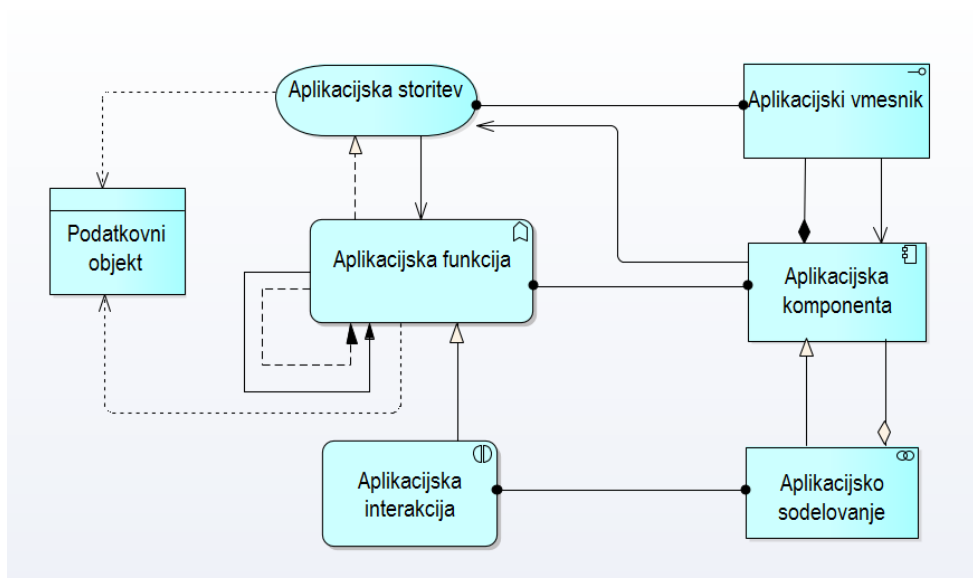 Aplikacijska storitev
Aplikacijski vmesnik
Podatkovni
objekt
Aplikacijska funkcija
Aplikacijska
komponenta
Aplikacijska
interakcija
Aplikacijsko
sodelovanje